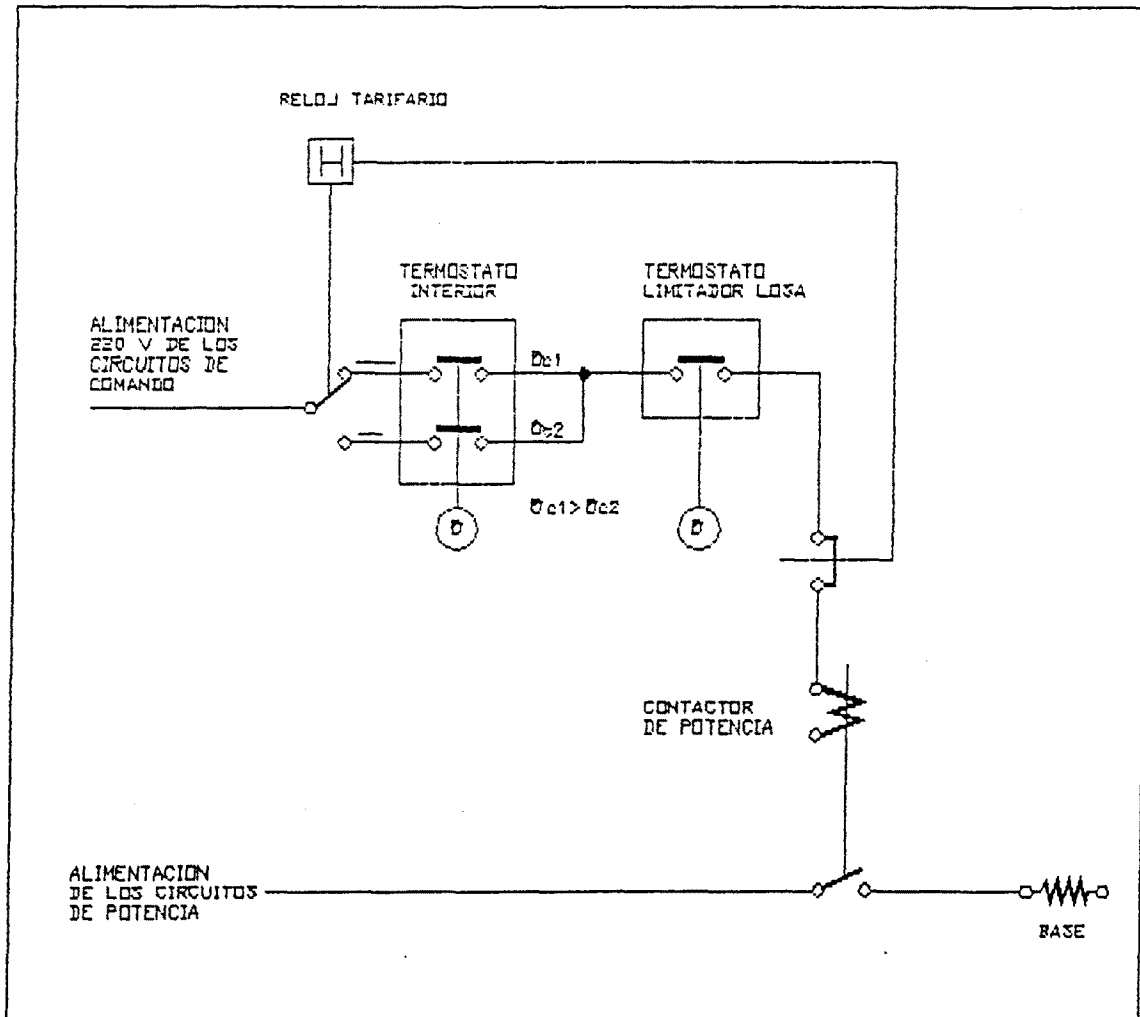 RELOJ TARIFARIO
H
TERMOSTATO
INTERIOR
TERMOSTATO
LIMITADOR LOSA
ALIMENTACION
220 V DE LOS
CIRCUITOS DE
COMANDO
θc1
θc2
θc1>θc2
θ
θ
CONTACTOR
DE POTENCIA
ALIMENTACION
DE LOS CIRCUITOS
DE POTENCIA
BASE